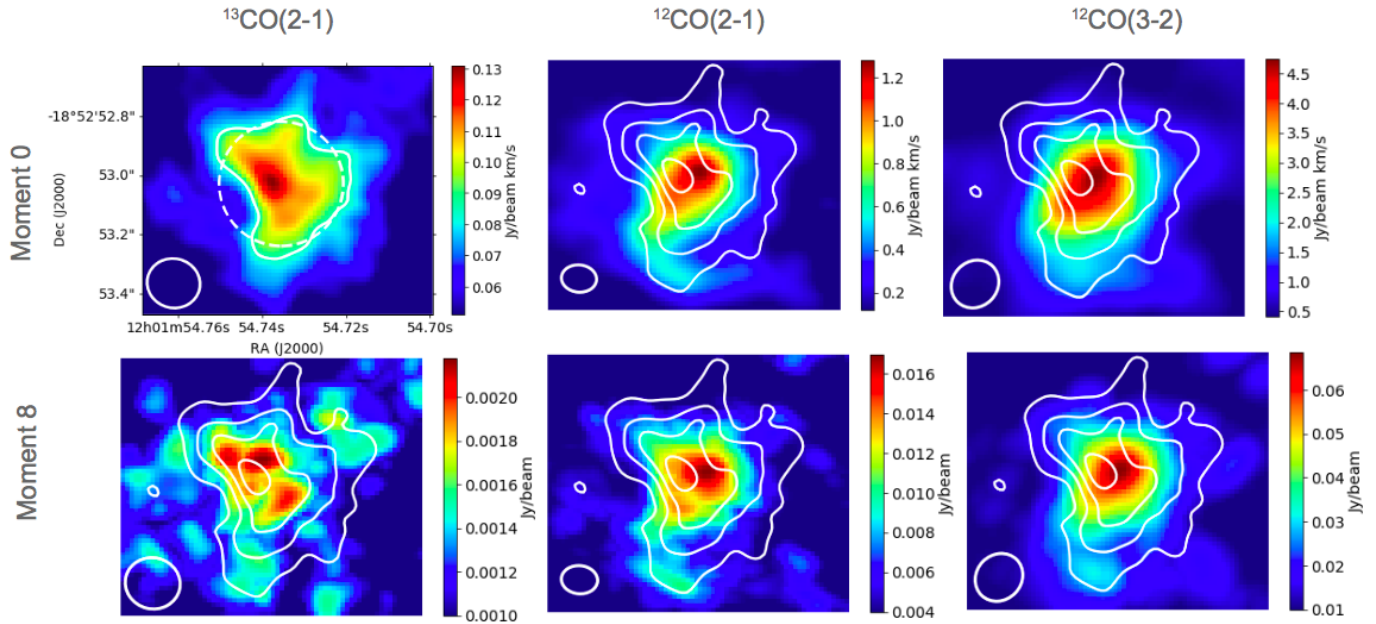 ¹³CO(2-1)
¹²CO(2-1)
¹²CO(3-2)
Moment 0
Dec (J2000)
-18°52'52.8"
53.0"
53.2"
53.4"
12h01m54.76s
54.74s
54.72s
54.70s
RA (J2000)
0.13
0.12
0.11
0.10
0.09
0.08
0.07
0.06
Jy/beam km/s
1.2
1.0
0.8
0.6
0.4
0.2
Jy/beam km/s
4.5
4.0
3.5
3.0
2.5
2.0
1.5
1.0
0.5
Jy/beam km/s
Moment 8
0.0020
0.0018
0.0016
0.0014
0.0012
0.0010
Jy/beam
0.016
0.014
0.012
0.010
0.008
0.006
0.004
Jy/beam
0.06
0.05
0.04
0.03
0.02
0.01
Jy/beam